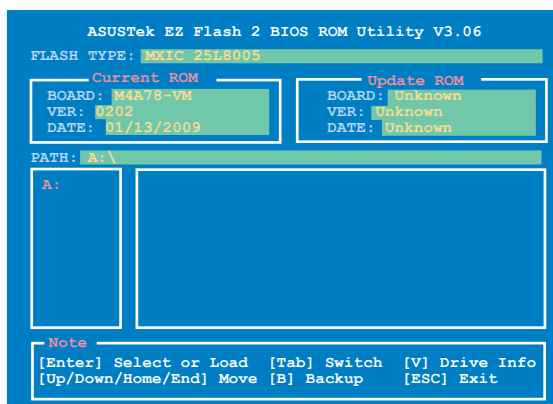 ASUSTek EZ Flash 2 BIOS ROM Utility V3.06
FLASH TYPE: MXIC 25L8005
Current ROM
BOARD: M4A78-VM
VER: 0202
DATE: 01/13/2009
Update ROM
BOARD: Unknown
VER: Unknown
DATE: Unknown
PATH: A:\
A:
Note
[Enter] Select or Load [Tab] Switch [V] Drive Info
[Up/Down/Home/End] Move [B] Backup [ESC] Exit